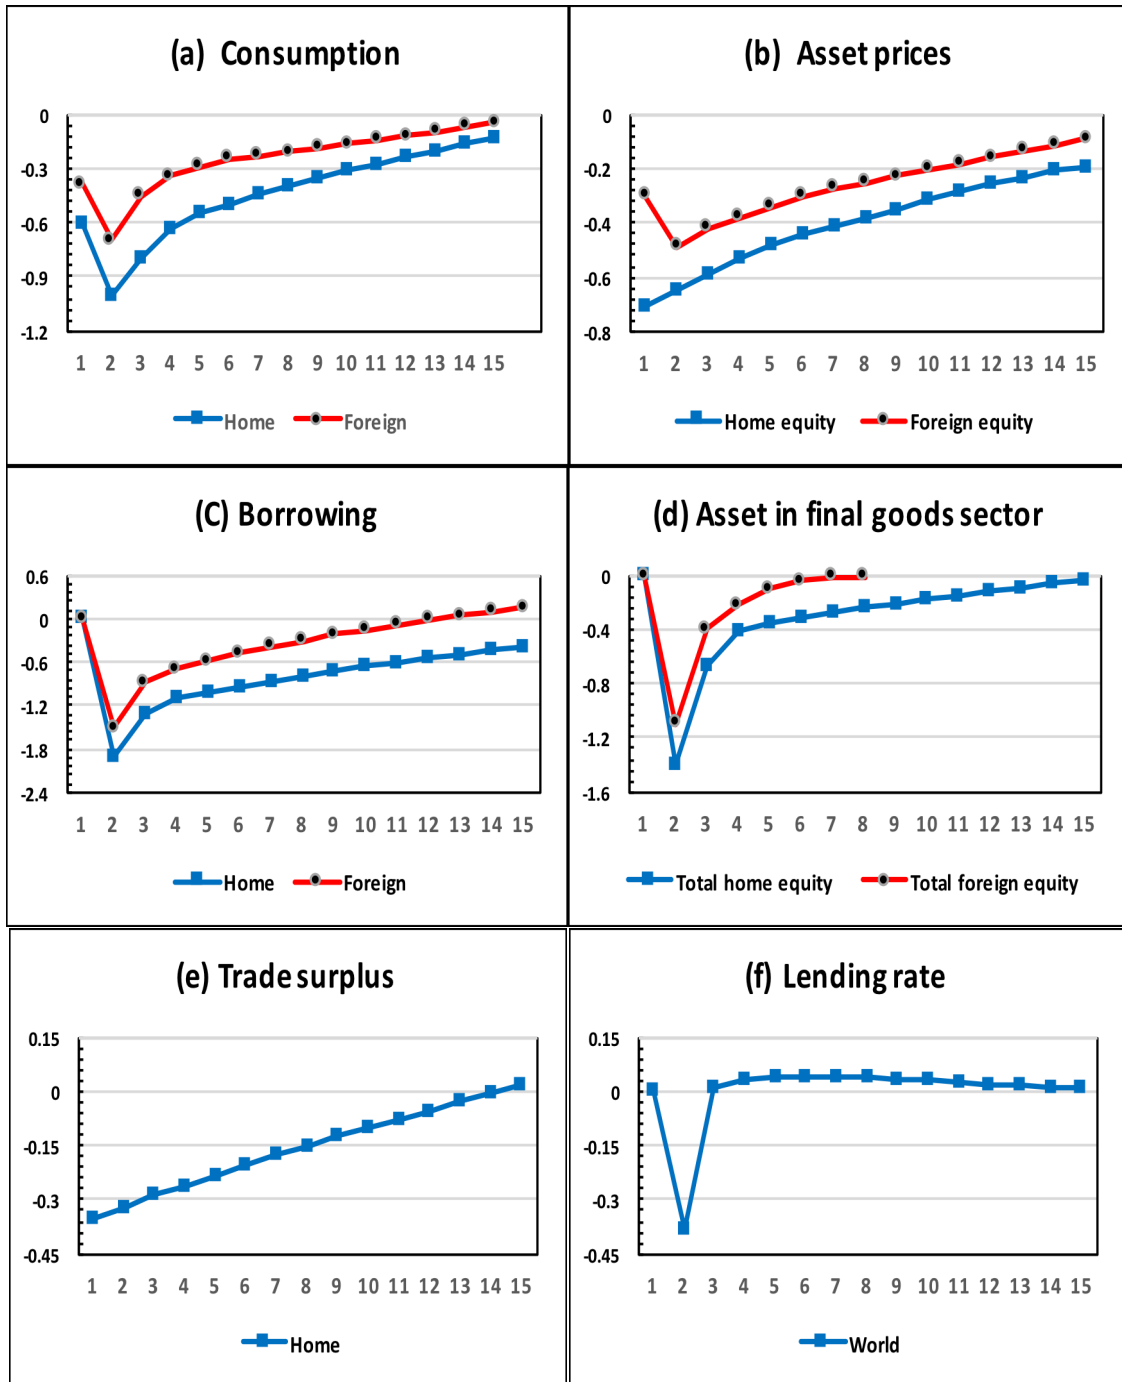 (a) Consumption
0
-0.3
-0.6
-0.9
-1.2
1 2 3 4 5 6 7 8 9 10 11 12 13 14 15
Home Foreign
(b) Asset prices
0
-0.2
-0.4
-0.6
-0.8
1 2 3 4 5 6 7 8 9 10 11 12 13 14 15
Home equity Foreign equity
(C) Borrowing
0.6
0
-0.6
-1.2
-1.8
-2.4
1 2 3 4 5 6 7 8 9 10 11 12 13 14 15
Home Foreign
(d) Asset in final goods sector
0
-0.4
-0.8
-1.2
-1.6
1 2 3 4 5 6 7 8 9 10 11 12 13 14 15
Total home equity Total foreign equity
(e) Trade surplus
0.15
0
-0.15
-0.3
-0.45
1 2 3 4 5 6 7 8 9 10 11 12 13 14 15
Home
(f) Lending rate
0.15
0
-0.15
-0.3
-0.45
1 2 3 4 5 6 7 8 9 10 11 12 13 14 15
World